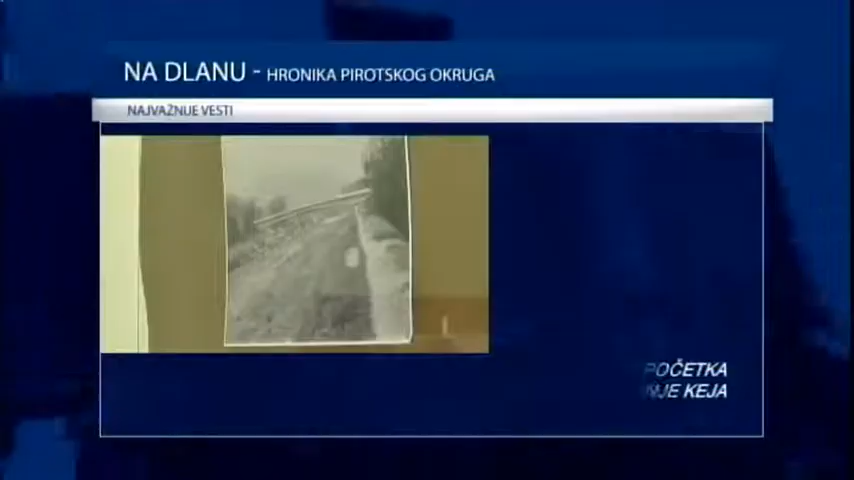 NA DLANU - HRONIKA PIROTSKOG OKRUGA
NAJVAŽNIJE VESTI
POČETKA
NJE KEJA